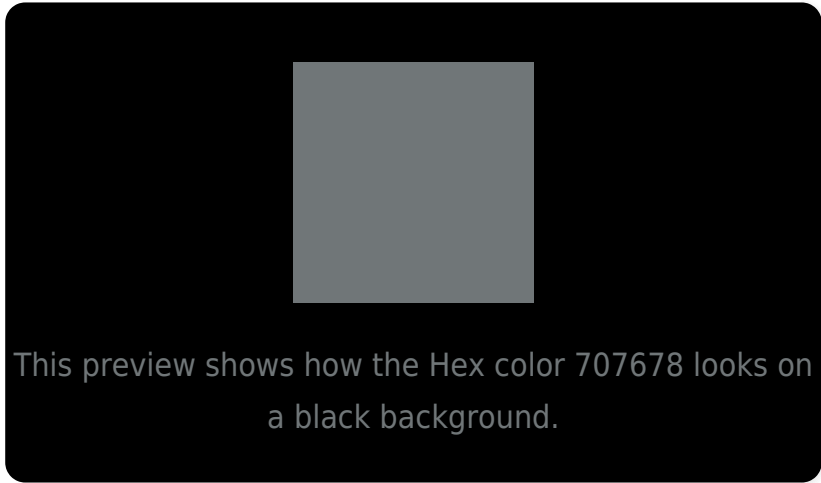 This preview shows how the Hex color 707678 looks on
a black background.